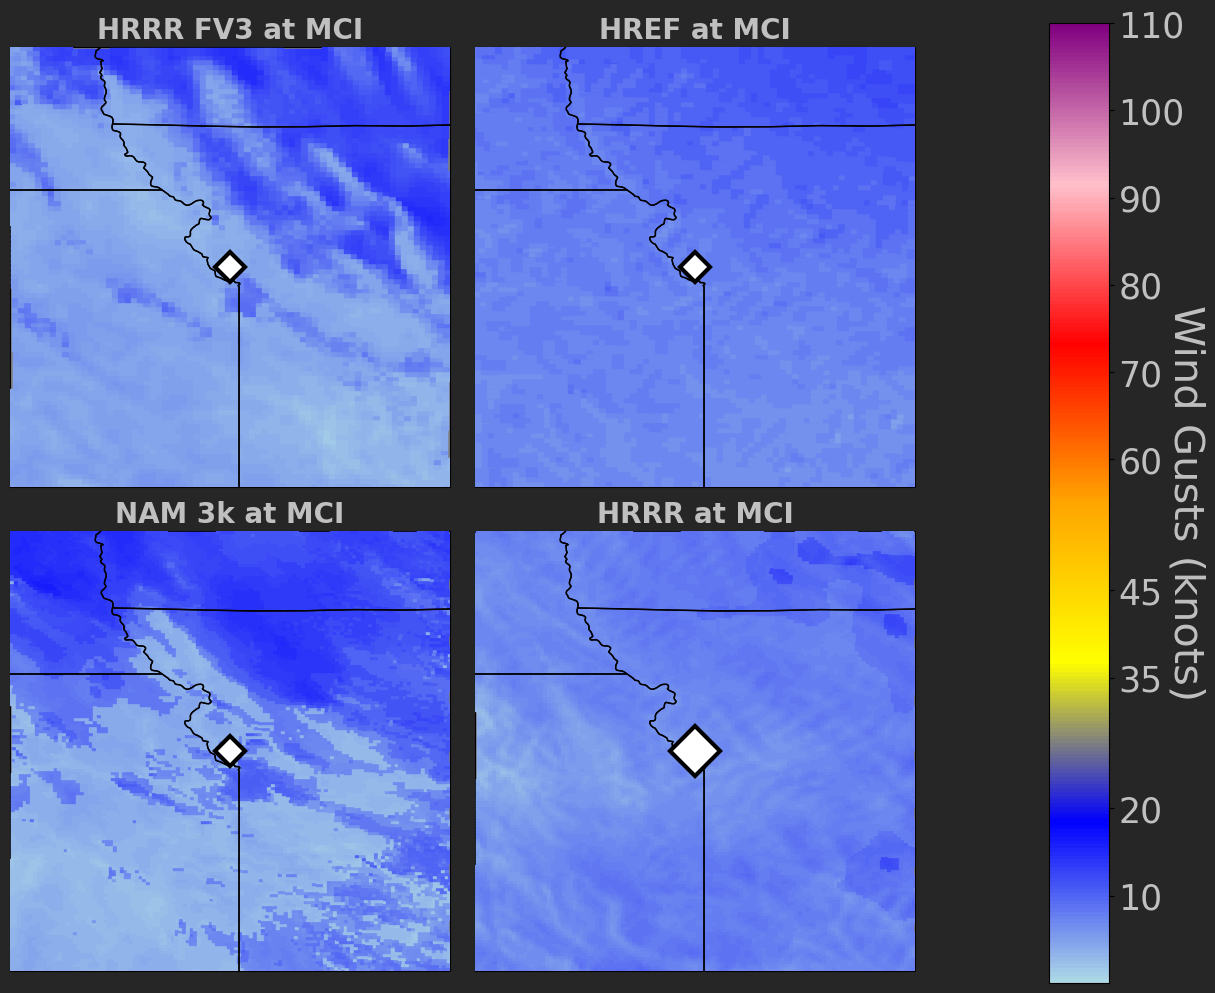 HRRR FV3 at MCI
HREF at MCI
NAM 3k at MCI
HRRR at MCI
110
100
90
80
70
60
45
35
20
10
Wind Gusts (knots)